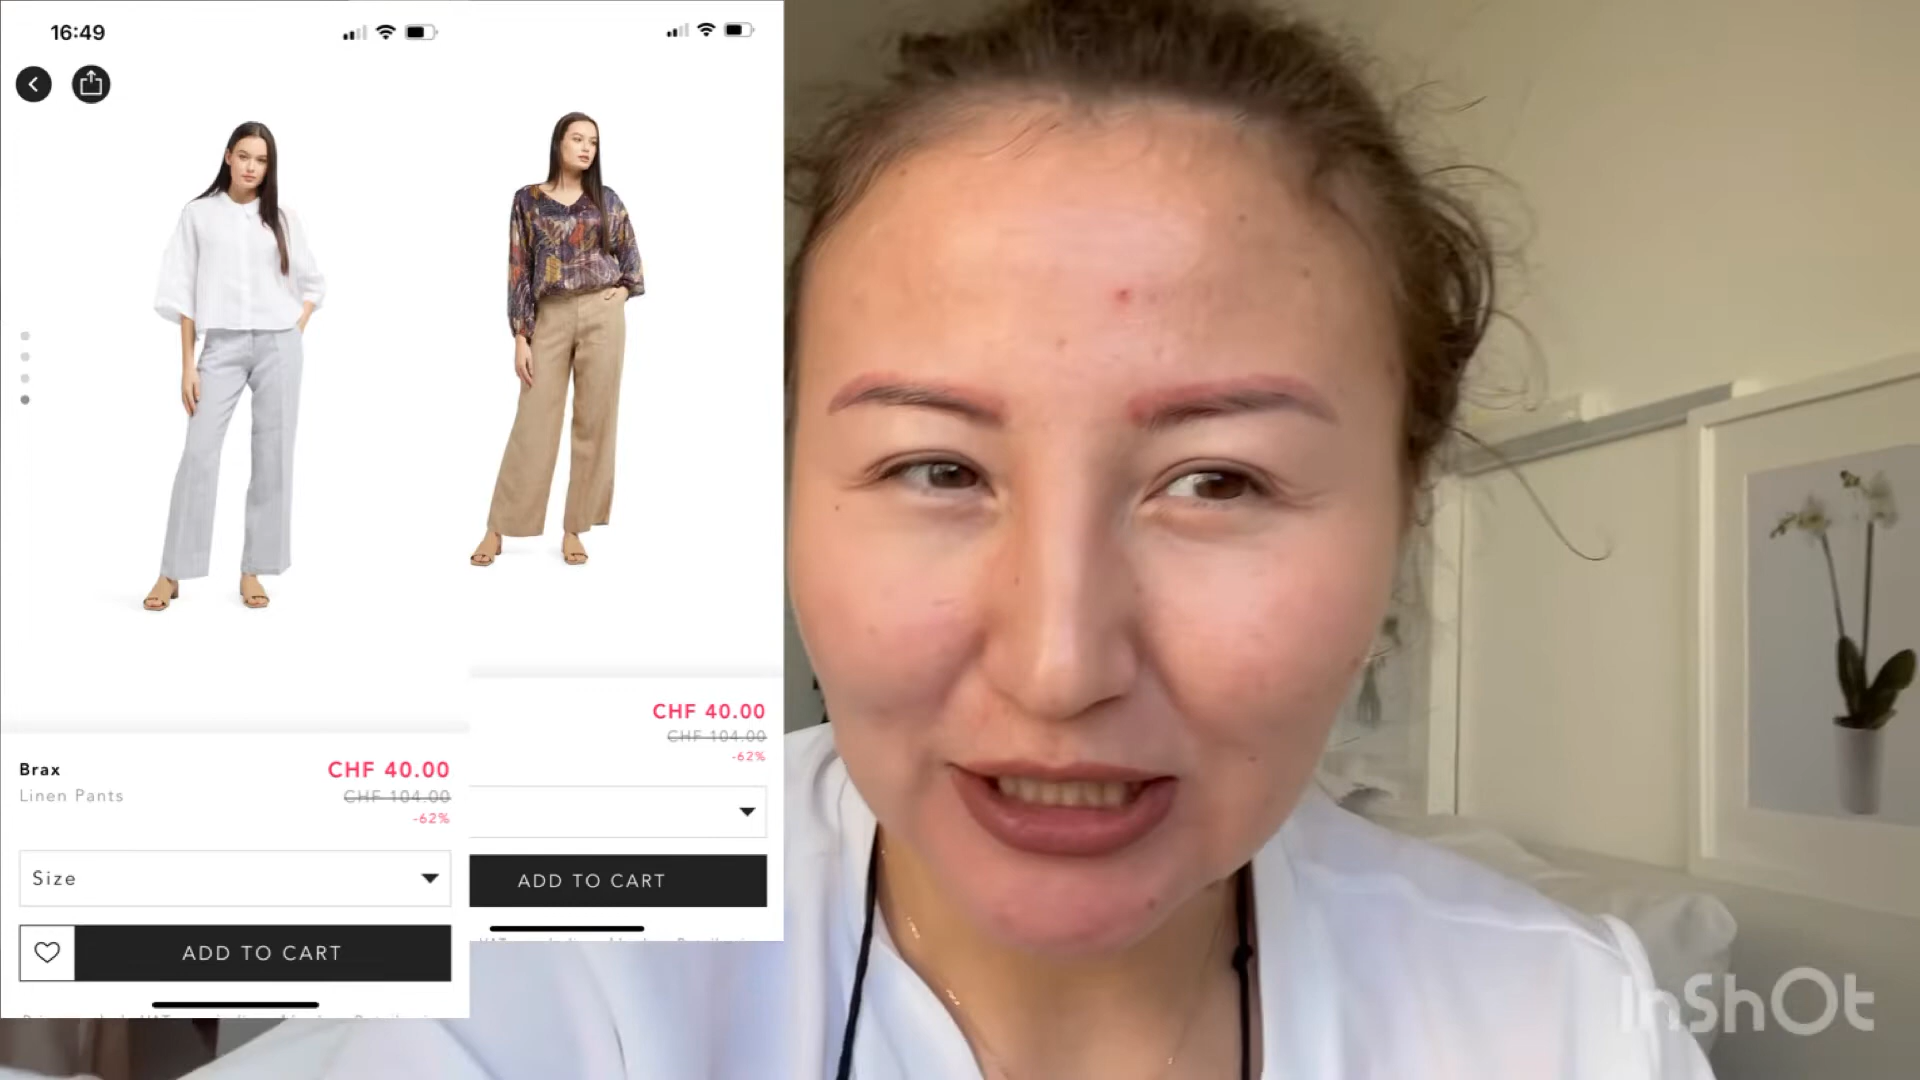 16:49
Brax
Linen Pants
CHF 40.00
CHF 104.00
-62%
Size
ADD TO CART
CHF 40.00
CHF 104.00
-62%
ADD TO CART
InShOt